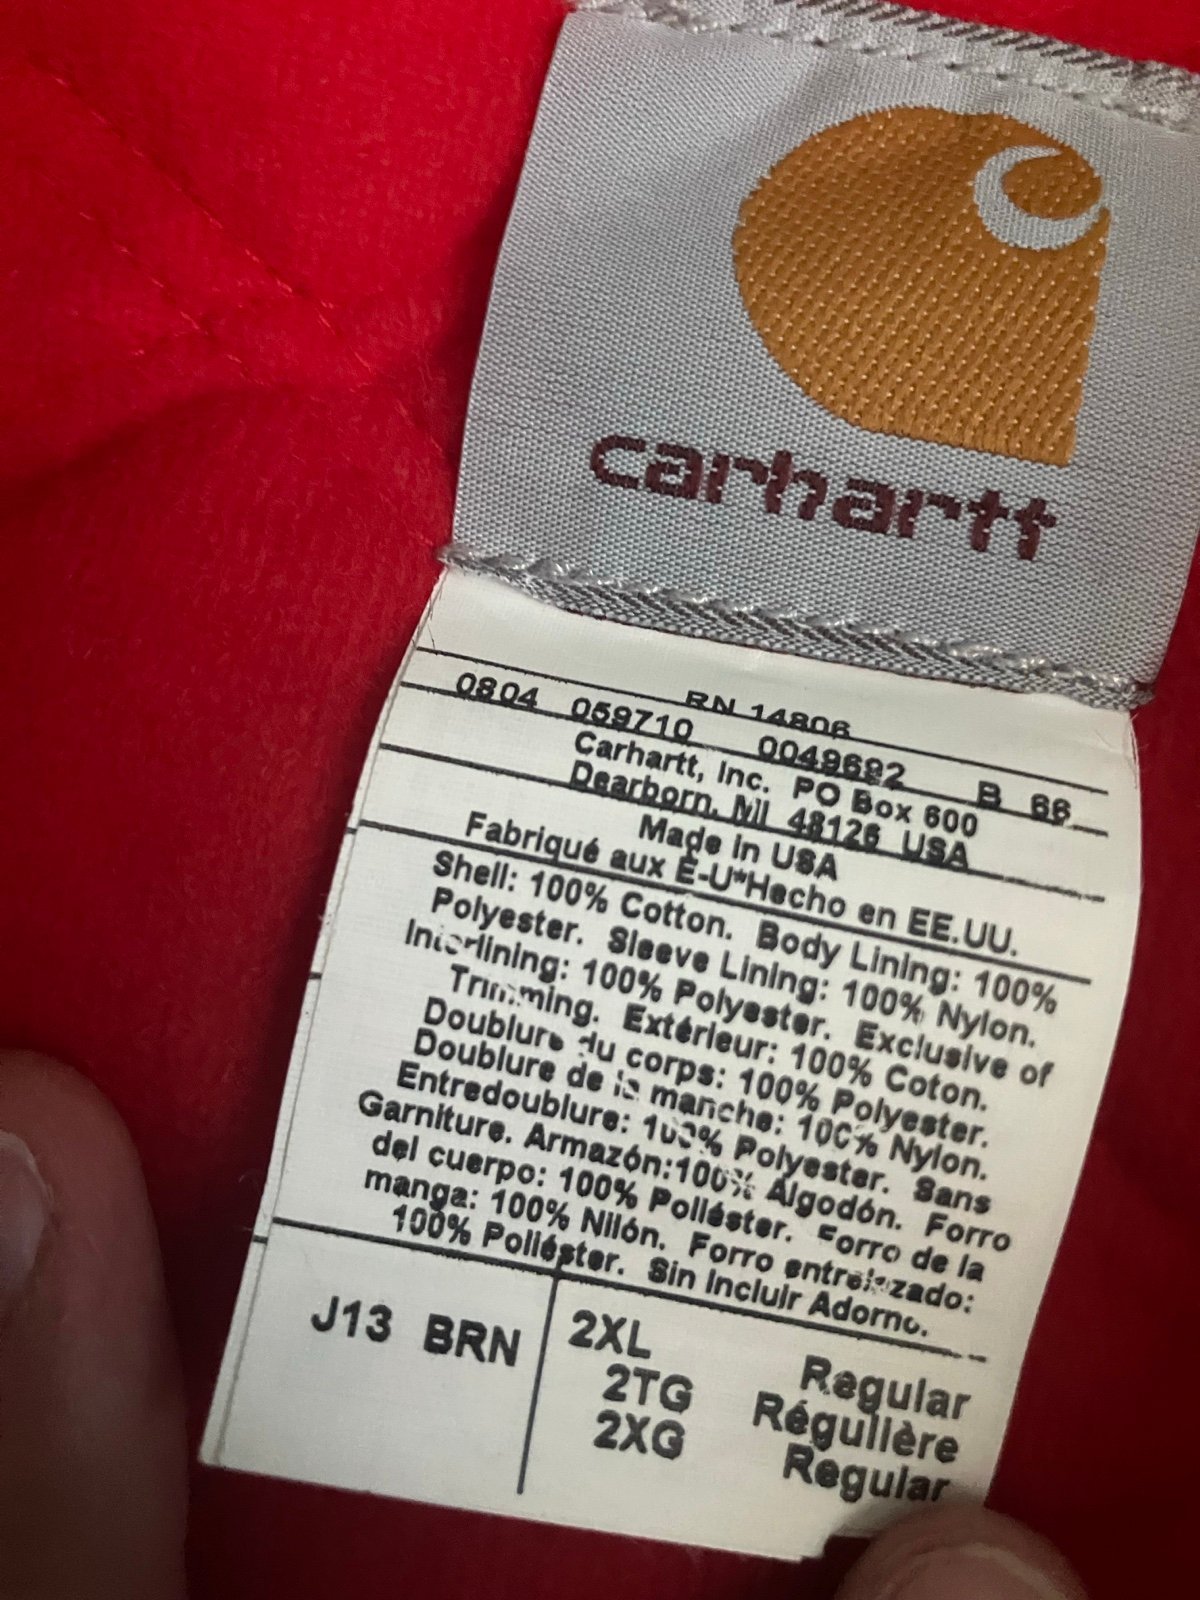 carhartt
RN 14806
0804 059710 0049692 B 66
Carhartt, Inc. PO Box 600
Dearborn, MI 48126 USA
Made in USA
Fabriqué aux É-U*Hecho en EE.UU.
Shell: 100% Cotton. Body Lining: 100%
Polyester. Sleeve Lining: 100% Nylon.
Interlining: 100% Polyester. Exclusive of
Trimming. Extérieur: 100% Coton.
Doublure du corps: 100% Polyester.
Doublure de la manche: 100% Nylon.
Entredoublure: 100% Polyester. Sans
Garniture. Armazón:100% Algodón. Forro
del cuerpo: 100% Poliéster. Forro de la
manga: 100% Nilón. Forro entrelazado:
100% Poliéster. Sin Incluir Adorno.
J13 BRN 2XL Regular
2TG Régulière
2XG Regular